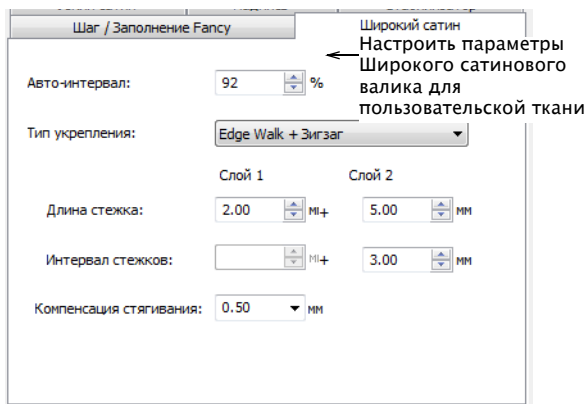 Шаг / Заполнение Fancy
Широкий сатин
Настроить параметры
Широкого сатинового
валика для
пользовательской ткани
Авто-интервал: 92 %
Тип укрепления: Edge Walk + Зигзаг
Слой 1 Слой 2
Длина стежка: 2.00 + 5.00 мм
Интервал стежков: + 3.00 мм
Компенсация стягивания: 0.50 мм